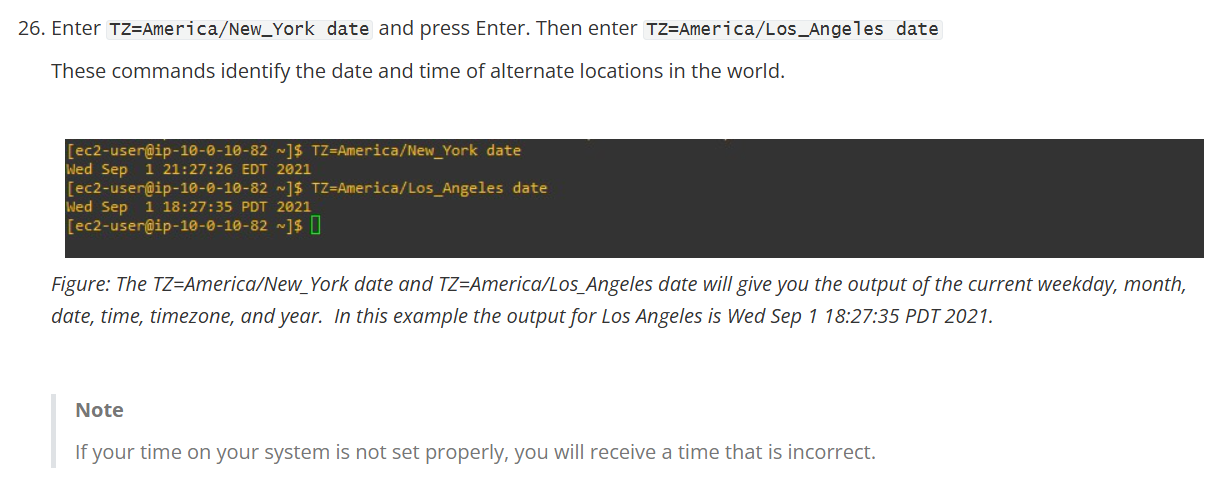 26. Enter TZ=America/New_York date and press Enter. Then enter TZ=America/Los_Angeles date
These commands identify the date and time of alternate locations in the world.
[ec2-user@ip-10-0-10-82 ~]$ TZ=America/New_York date
Wed Sep  1 21:27:26 EDT 2021
[ec2-user@ip-10-0-10-82 ~]$ TZ=America/Los_Angeles date
Wed Sep  1 18:27:35 PDT 2021
[ec2-user@ip-10-0-10-82 ~]$
Figure: The TZ=America/New_York date and TZ=America/Los_Angeles date will give you the output of the current weekday, month,
date, time, timezone, and year.  In this example the output for Los Angeles is Wed Sep 1 18:27:35 PDT 2021.
Note
If your time on your system is not set properly, you will receive a time that is incorrect.